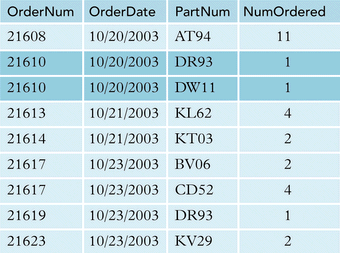 OrderNum OrderDate PartNum NumOrdered
21608 10/20/2003 AT94 11
21610 10/20/2003 DR93 1
21610 10/20/2003 DW11 1
21613 10/21/2003 KL62 4
21614 10/21/2003 KT03 2
21617 10/23/2003 BV06 2
21617 10/23/2003 CD52 4
21619 10/23/2003 DR93 1
21623 10/23/2003 KV29 2